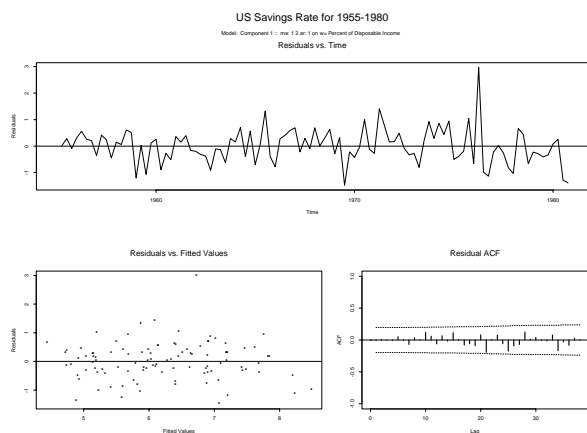 US Savings Rate for 1955-1980
Model: Component 1 :: ma: 1 2 ar: 1 on w= Percent of Disposable Income
Residuals vs. Time
Residuals
3
2
1
0
-1
1960
1970
1980
Time
Residuals vs. Fitted Values
Residuals
3
2
1
0
-1
5
6
7
8
Fitted Values
Residual ACF
ACF
1.0
0.5
0.0
-0.5
-1.0
0
10
20
30
Lag